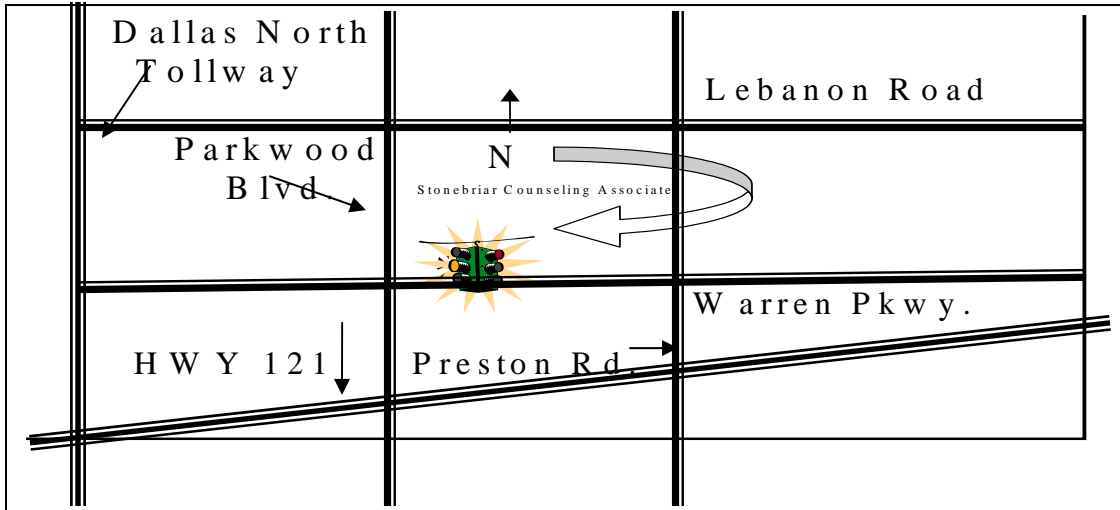 Dallas North
Tollway
Lebanon Road
Parkwood
Blvd.
N
Stonebriar Counseling Associate
Warren Pkwy.
HWY 121
Preston Rd.